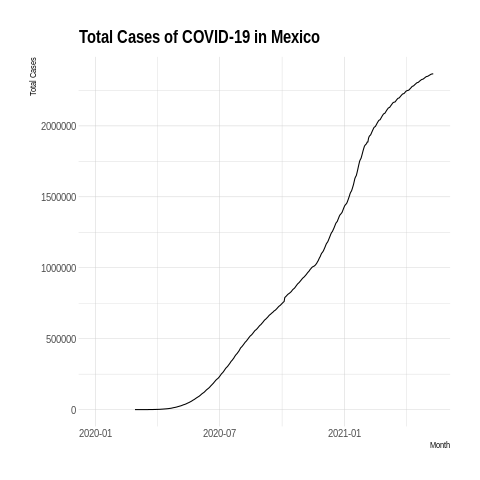 Total Cases of COVID-19 in Mexico
Total Cases
2000000
1500000
1000000
500000
0
2020-01 2020-07 2021-01
Month